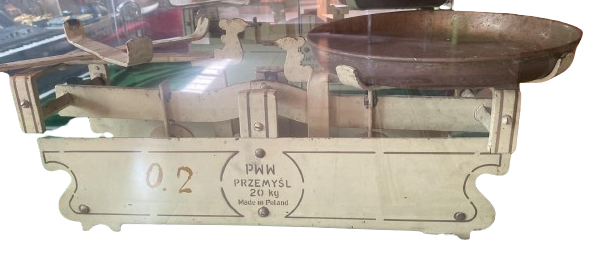 0.2
PWW
PRZEMYŚL
20 kg
Made in Poland